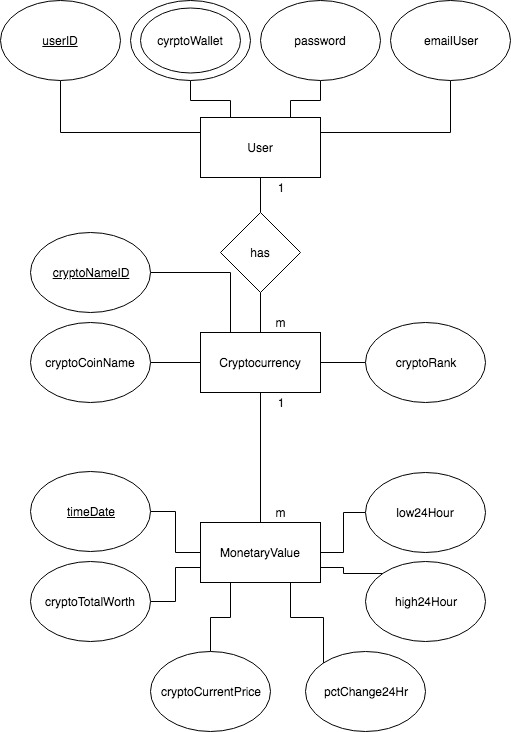 userID
cyrptoWallet
password
emailUser
User
1
has
cryptoNameID
m
cryptoCoinName
Cryptocurrency
cryptoRank
1
timeDate
m
low24Hour
MonetaryValue
cryptoTotalWorth
high24Hour
cryptoCurrentPrice
pctChange24Hr